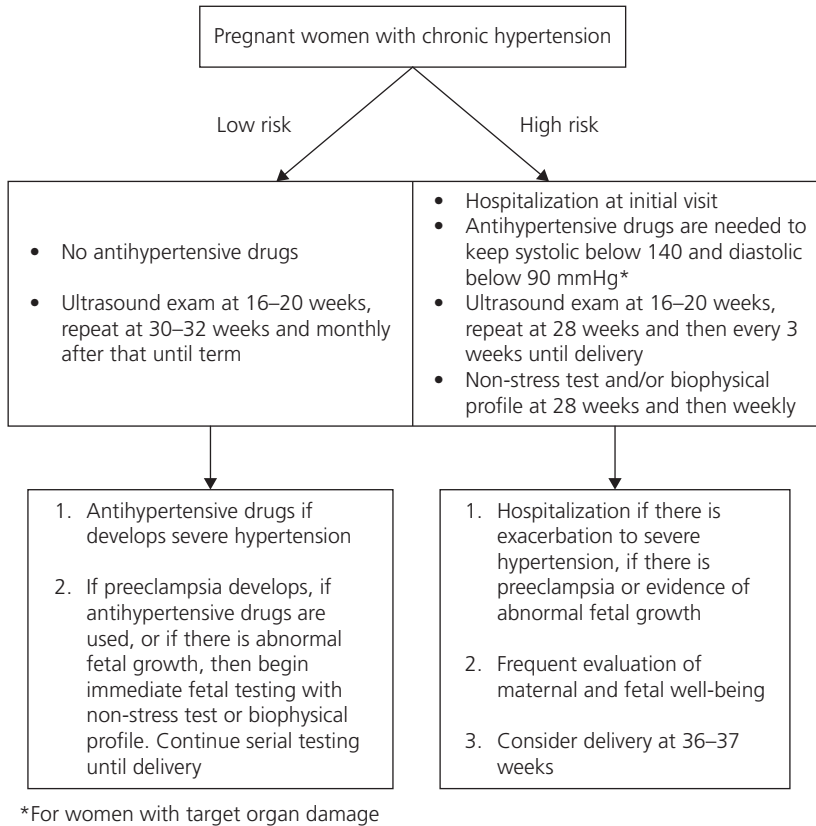 Pregnant women with chronic hypertension
Low risk
High risk
• No antihypertensive drugs
• Ultrasound exam at 16–20 weeks,
repeat at 30–32 weeks and monthly
after that until term
• Hospitalization at initial visit
• Antihypertensive drugs are needed to
keep systolic below 140 and diastolic
below 90 mmHg*
• Ultrasound exam at 16–20 weeks,
repeat at 28 weeks and then every 3
weeks until delivery
• Non-stress test and/or biophysical
profile at 28 weeks and then weekly
1. Antihypertensive drugs if
develops severe hypertension
2. If preeclampsia develops, if
antihypertensive drugs are
used, or if there is abnormal
fetal growth, then begin
immediate fetal testing with
non-stress test or biophysical
profile. Continue serial testing
until delivery
1. Hospitalization if there is
exacerbation to severe
hypertension, if there is
preeclampsia or evidence of
abnormal fetal growth
2. Frequent evaluation of
maternal and fetal well-being
3. Consider delivery at 36–37
weeks
*For women with target organ damage